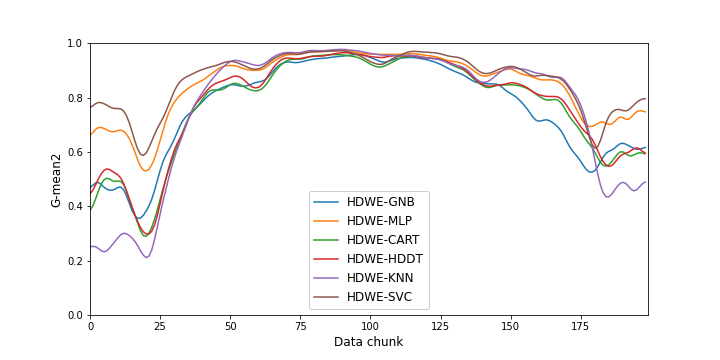 1.0
0.8
0.6
0.4
0.2
0.0
G-mean2
HDWE-GNB
HDWE-MLP
HDWE-CART
HDWE-HDDT
HDWE-KNN
HDWE-SVC
0 25 50 75 100 125 150 175
Data chunk